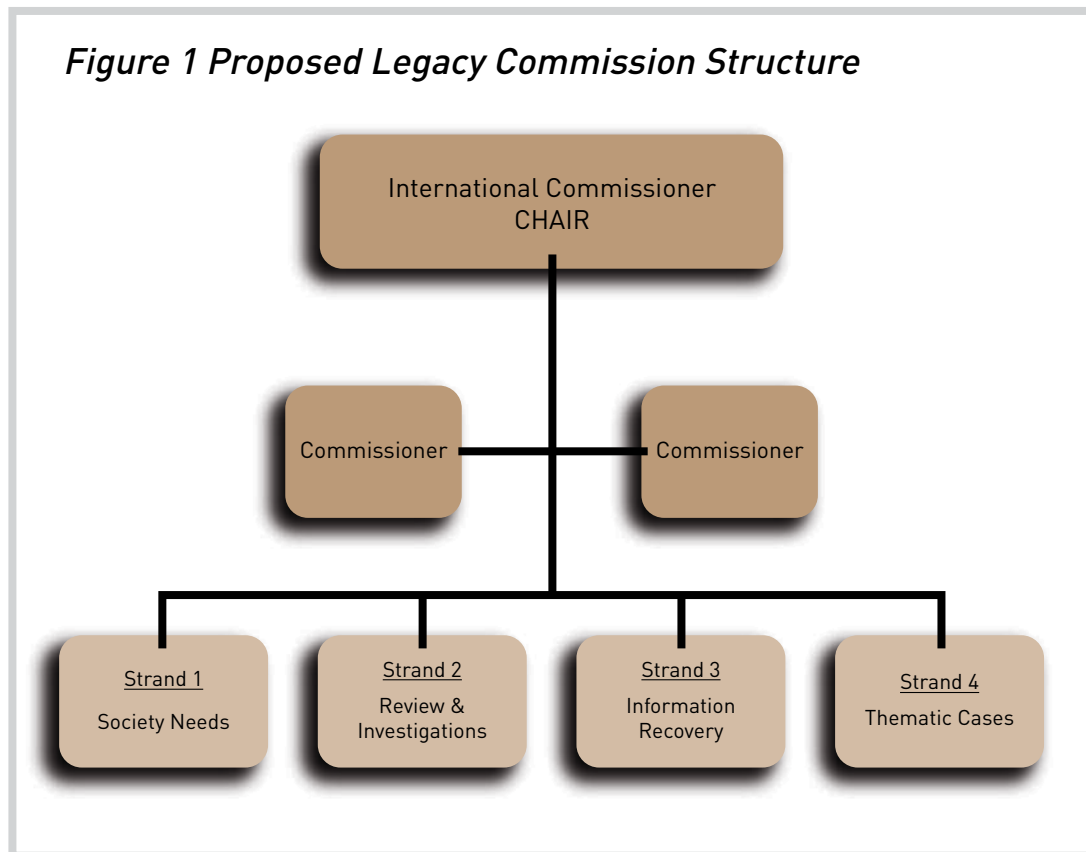 Figure 1 Proposed Legacy Commission Structure
International Commissioner
CHAIR
Commissioner
Commissioner
Strand 1
Society Needs
Strand 2
Review &
Investigations
Strand 3
Information
Recovery
Strand 4
Thematic Cases